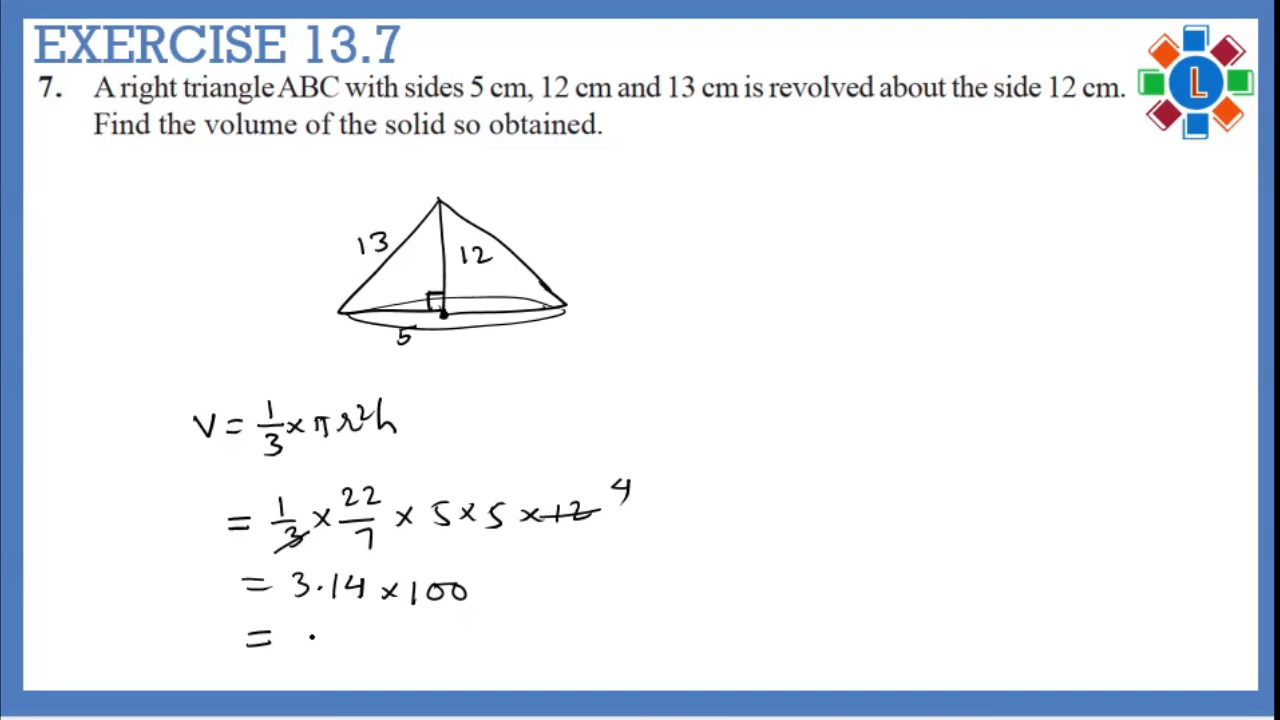 EXERCISE 13.7
L
7. A right triangle ABC with sides 5 cm, 12 cm and 13 cm is revolved about the side 12 cm.
Find the volume of the solid so obtained.
13
12
5
V = 1/3 × πr²h
= 1/3 × 22/7 × 5 × 5 × 12 4
= 3.14 × 100
= .